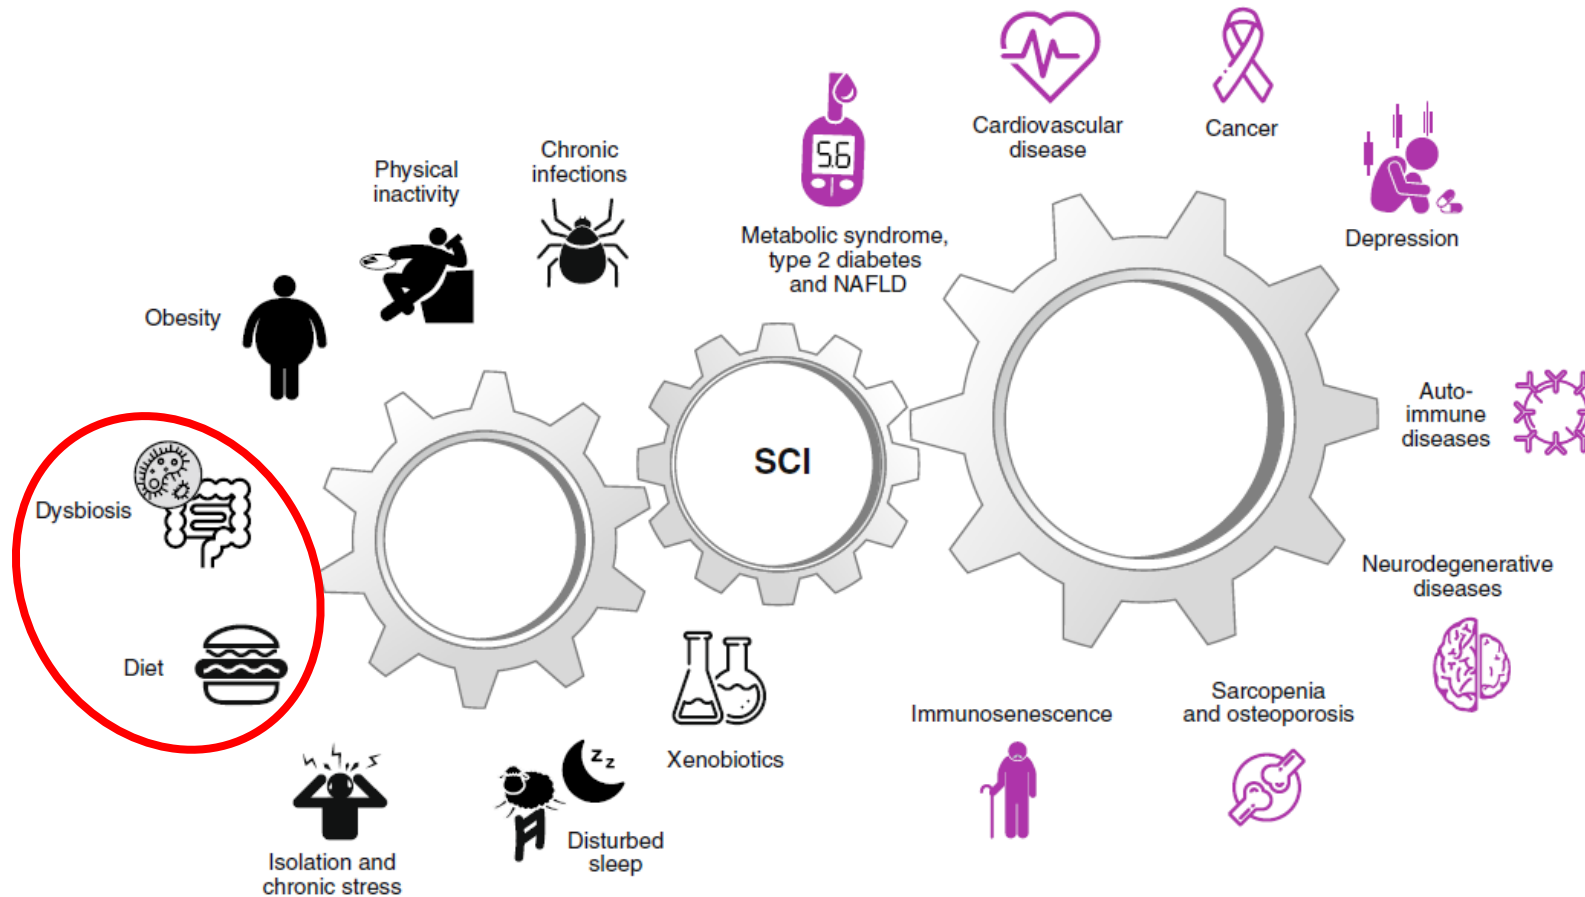 Chronic
infections
Physical
inactivity
Obesity
Dysbiosis
Diet
Isolation and
chronic stress
zz
Disturbed
sleep
Xenobiotics
SCI
5.6
Metabolic syndrome,
type 2 diabetes
and NAFLD
Cardiovascular
disease
Cancer
Depression
Auto-
immune
diseases
Neurodegenerative
diseases
Sarcopenia
and osteoporosis
Immunosenescence